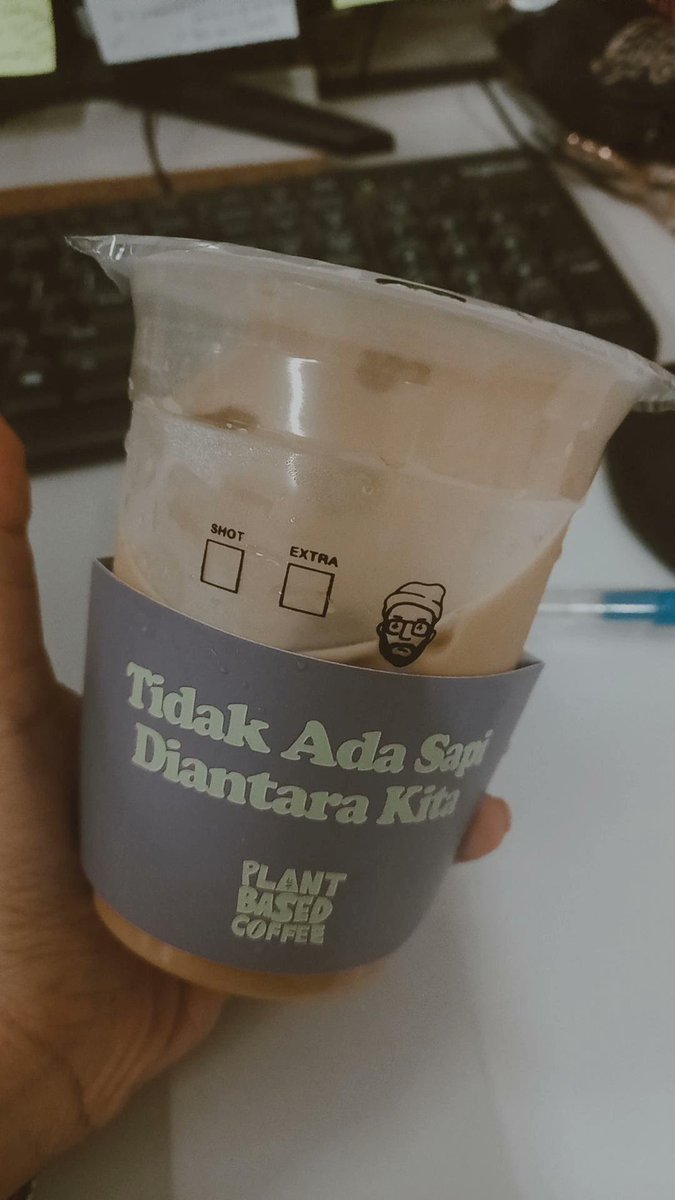 SHOT
EXTRA
Tidak Ada Sapi
Diantara Kita
PLANT
BASED
COFFEE